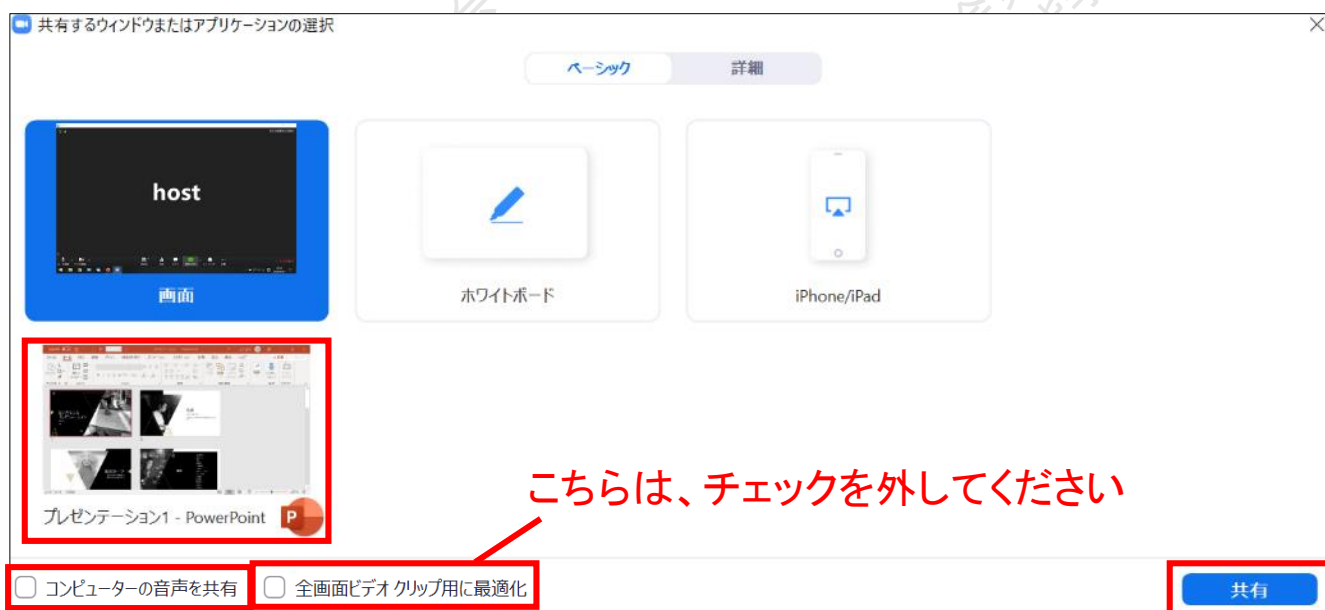 共有するウィンドウまたはアプリケーションの選択
ベーシック
詳細
host
画面
ホワイトボード
iPhone/iPad
プレゼンテーション1 - PowerPoint
P
こちらは、チェックを外してください
コンピューターの音声を共有
全画面ビデオ クリップ用に最適化
共有